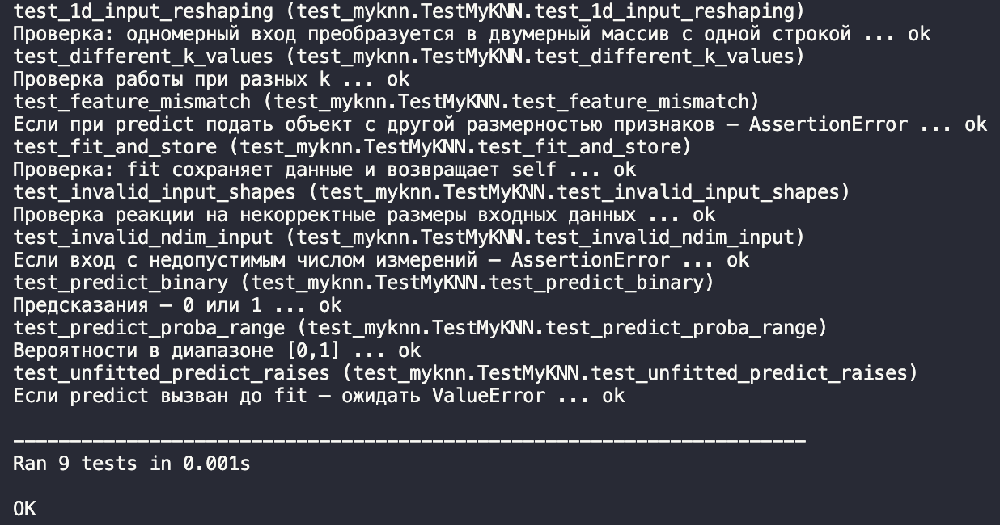 test_1d_input_reshaping (test_myknn.TestMyKNN.test_1d_input_reshaping)
Проверка: одномерный вход преобразуется в двумерный массив с одной строкой ... ok
test_different_k_values (test_myknn.TestMyKNN.test_different_k_values)
Проверка работы при разных k ... ok
test_feature_mismatch (test_myknn.TestMyKNN.test_feature_mismatch)
Если при predict подать объект с другой размерностью признаков — AssertionError ... ok
test_fit_and_store (test_myknn.TestMyKNN.test_fit_and_store)
Проверка: fit сохраняет данные и возвращает self ... ok
test_invalid_input_shapes (test_myknn.TestMyKNN.test_invalid_input_shapes)
Проверка реакции на некорректные размеры входных данных ... ok
test_invalid_ndim_input (test_myknn.TestMyKNN.test_invalid_ndim_input)
Если вход с недопустимым числом измерений — AssertionError ... ok
test_predict_binary (test_myknn.TestMyKNN.test_predict_binary)
Предсказания — 0 или 1 ... ok
test_predict_proba_range (test_myknn.TestMyKNN.test_predict_proba_range)
Вероятности в диапазоне [0,1] ... ok
test_unfitted_predict_raises (test_myknn.TestMyKNN.test_unfitted_predict_raises)
Если predict вызван до fit — ожидать ValueError ... ok
----------------------------------------------------------------------
Ran 9 tests in 0.001s
OK